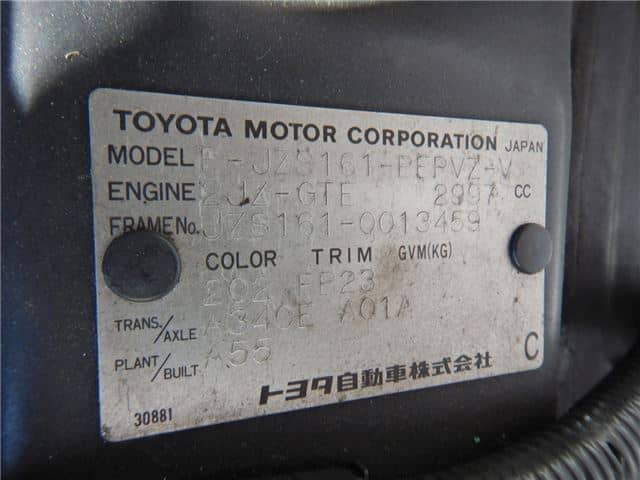 TOYOTA MOTOR CORPORATION JAPAN
MODEL E-JZS161-PEPVZ-V
ENGINE 2JZ-GTE 2997 CC
FRAME No. JZS161-0013459
COLOR TRIM GVM(KG)
202 FB23
TRANS./AXLE A340E A01A
PLANT/BUILT A55
C
トヨタ自動車株式会社
30881